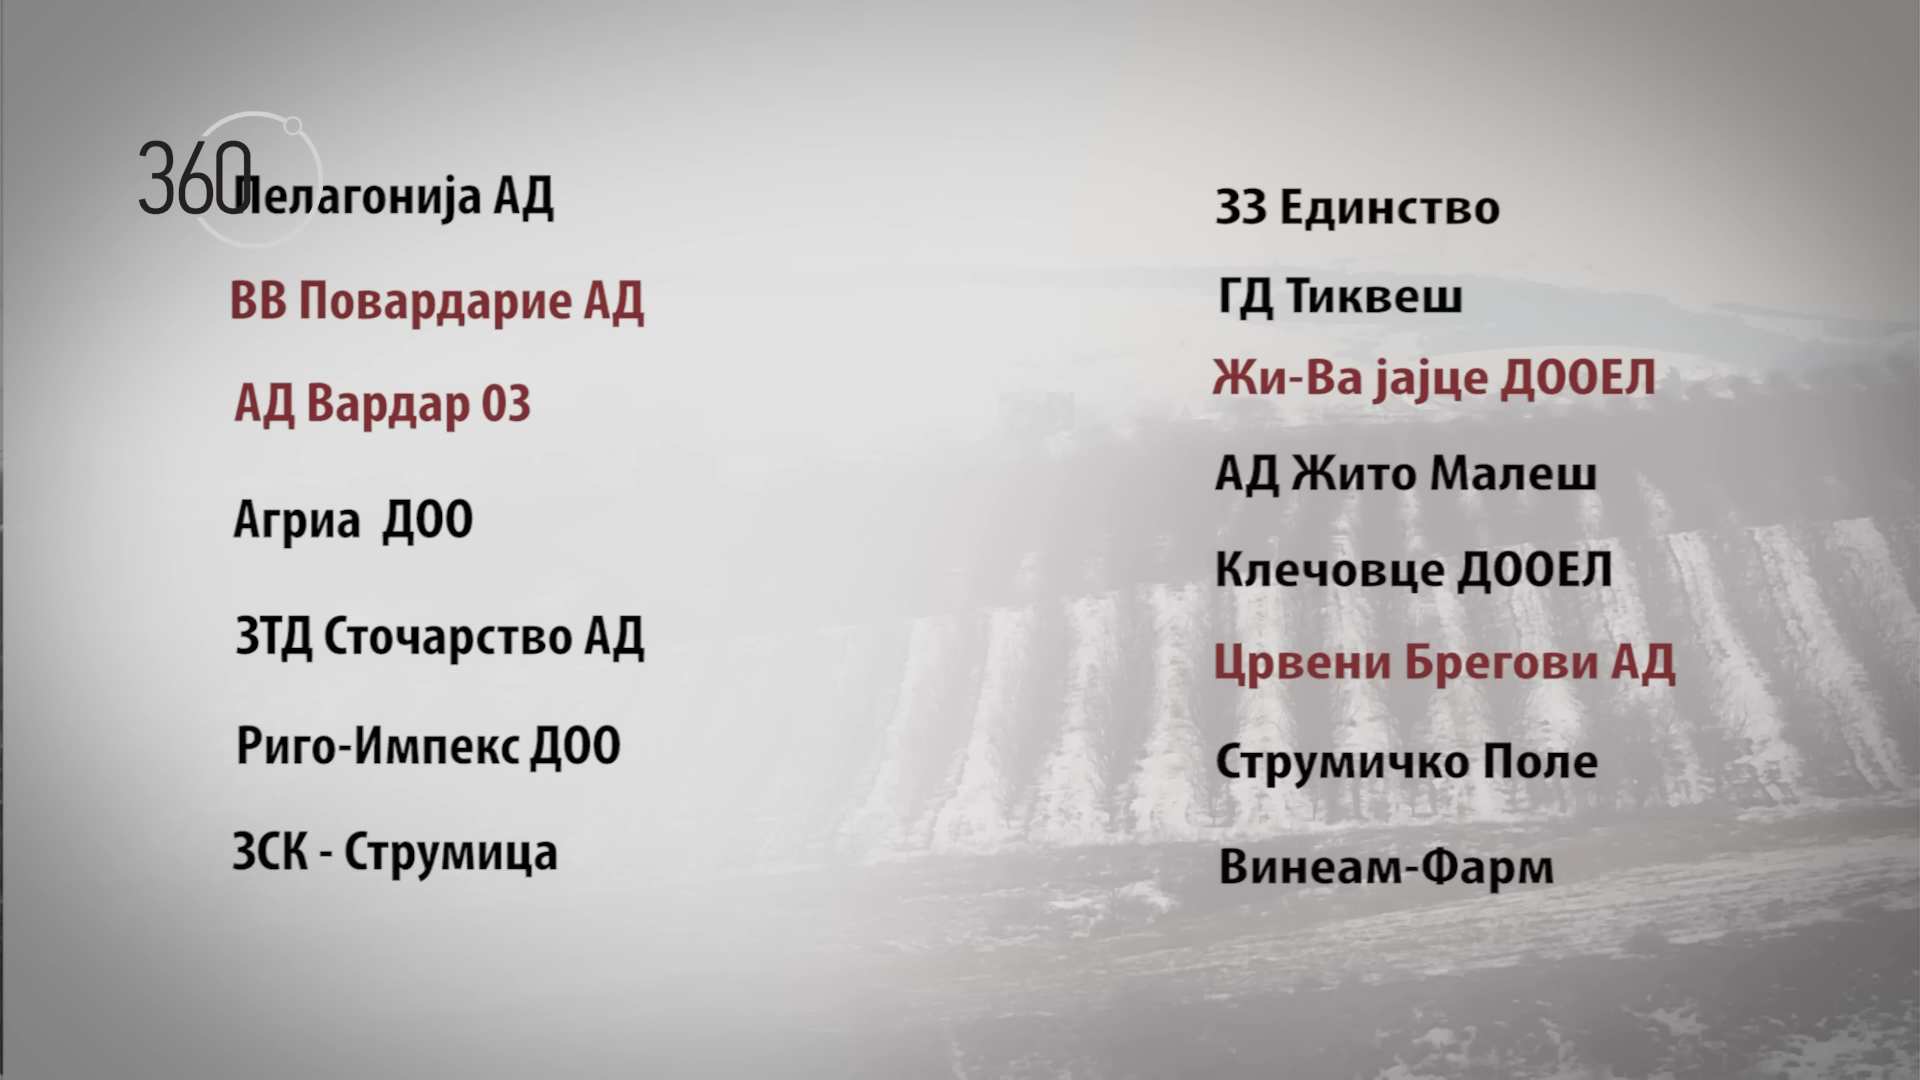 360
Пелагонија АД
ВВ Повардарие АД
АД Вардар 03
Агриа ДОО
ЗТД Сточарство АД
Риго-Импекс ДОО
ЗСК - Струмица
ЗЗ Единство
ГД Тиквеш
Жи-Ва јајце ДООЕЛ
АД Жито Малеш
Клечовце ДООЕЛ
Црвени Брегови АД
Струмичко Поле
Винеам-Фарм